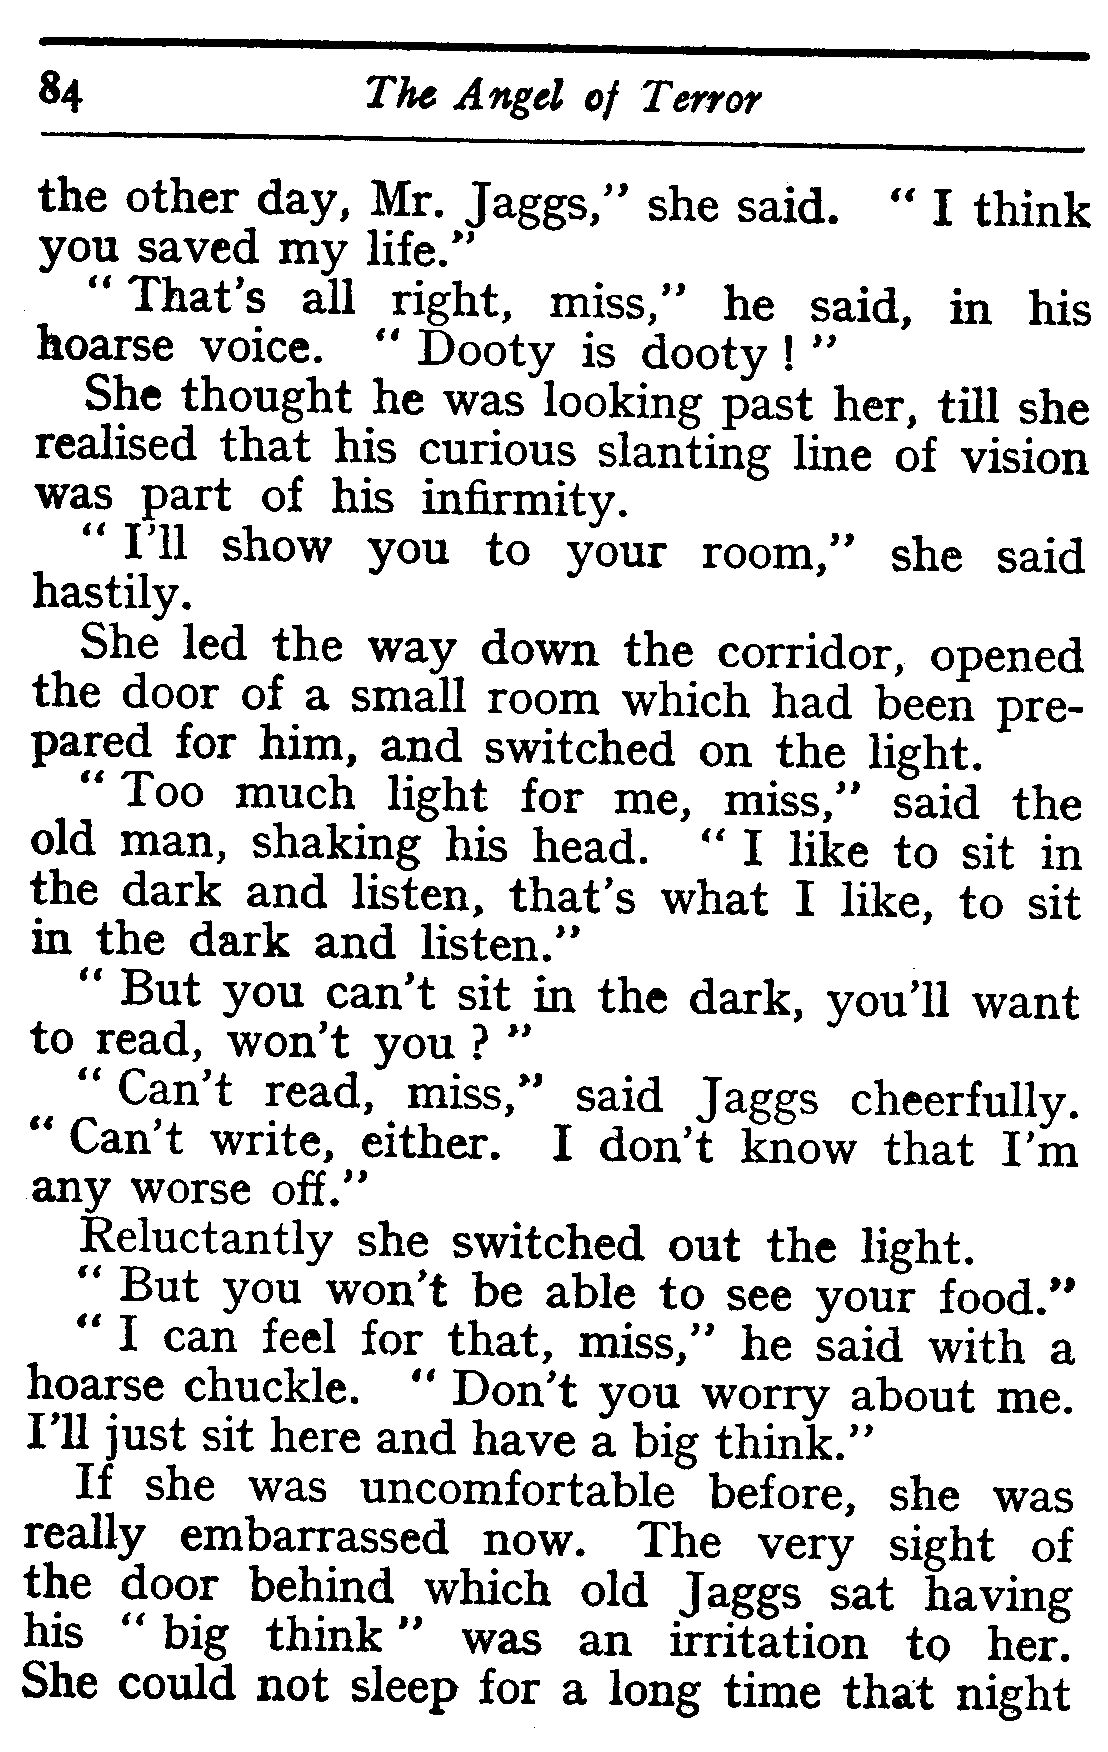 84 The Angel of Terror
the other day, Mr. Jaggs,” she said. “ I think
you saved my life.”
“ That’s all right, miss,” he said, in his
hoarse voice. “ Dooty is dooty ! ”
She thought he was looking past her, till she
realised that his curious slanting line of vision
was part of his infirmity.
“ I’ll show you to your room,” she said
hastily.
She led the way down the corridor, opened
the door of a small room which had been pre-
pared for him, and switched on the light.
“ Too much light for me, miss,” said the
old man, shaking his head. “ I like to sit in
the dark and listen, that’s what I like, to sit
in the dark and listen.”
“ But you can’t sit in the dark, you’ll want
to read, won’t you ? ”
“ Can’t read, miss,” said Jaggs cheerfully.
“ Can’t write, either. I don’t know that I’m
any worse off.”
Reluctantly she switched out the light.
“ But you won’t be able to see your food.”
“ I can feel for that, miss,” he said with a
hoarse chuckle. “ Don’t you worry about me.
I’ll just sit here and have a big think.”
If she was uncomfortable before, she was
really embarrassed now. The very sight of
the door behind which old Jaggs sat having
his “ big think ” was an irritation to her.
She could not sleep for a long time that night